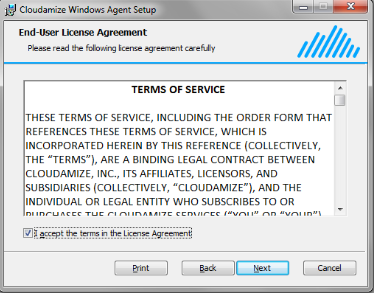 Cloudamize Windows Agent Setup
End-User License Agreement
Please read the following license agreement carefully
TERMS OF SERVICE
THESE TERMS OF SERVICE, INCLUDING THE ORDER FORM THAT
REFERENCES THESE TERMS OF SERVICE, WHICH IS
INCORPORATED HEREIN BY THIS REFERENCE (COLLECTIVELY,
THE “TERMS”), ARE A BINDING LEGAL CONTRACT BETWEEN
CLOUDAMIZE, INC., ITS AFFILIATES, LICENSORS, AND
SUBSIDIARIES (COLLECTIVELY, “CLOUDAMIZE”), AND THE
INDIVIDUAL OR LEGAL ENTITY WHO SUBSCRIBES TO OR
PURCHASES THE CLOUDAMIZE SERVICES (“YOU” OR “YOUR”)
I accept the terms in the License Agreement
Print
Back
Next
Cancel